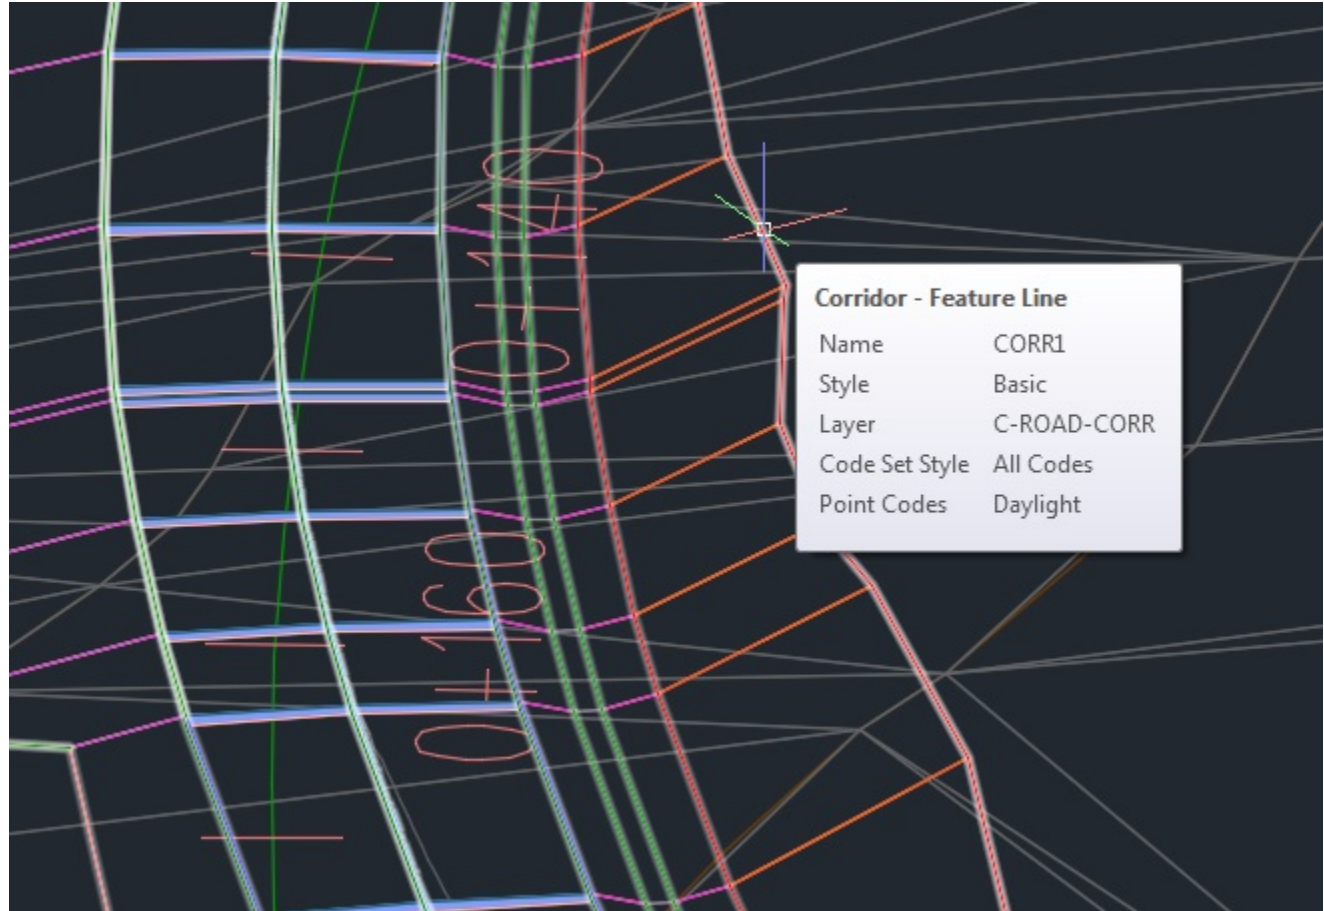 0+140
Corridor - Feature Line
Name CORR1
Style Basic
Layer C-ROAD-CORR
Code Set Style All Codes
Point Codes Daylight
0+160